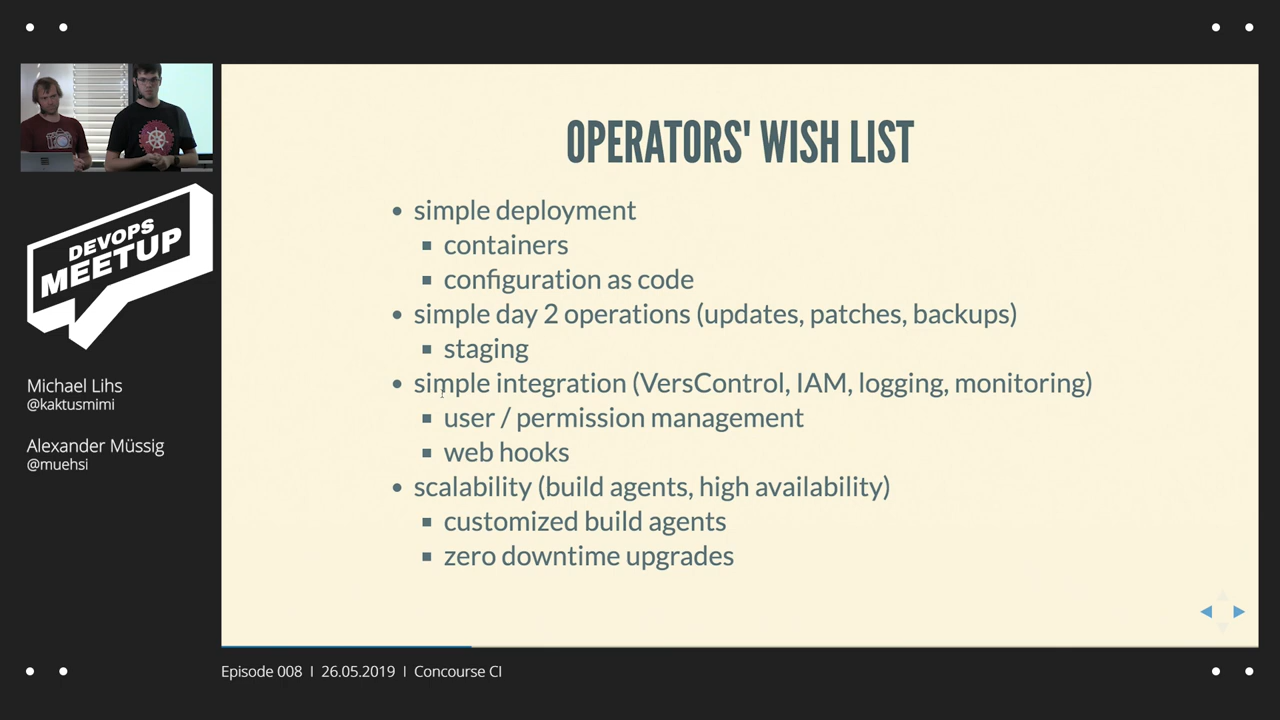 DEVOPS
MEETUP
Michael Lihs
@kaktusmimi
Alexander Müssig
@muehsi
OPERATORS' WISH LIST
• simple deployment
▪ containers
▪ configuration as code
• simple day 2 operations (updates, patches, backups)
▪ staging
• simple integration (VersControl, IAM, logging, monitoring)
▪ user / permission management
▪ web hooks
• scalability (build agents, high availability)
▪ customized build agents
▪ zero downtime upgrades
Episode 008 | 26.05.2019 | Concourse CI